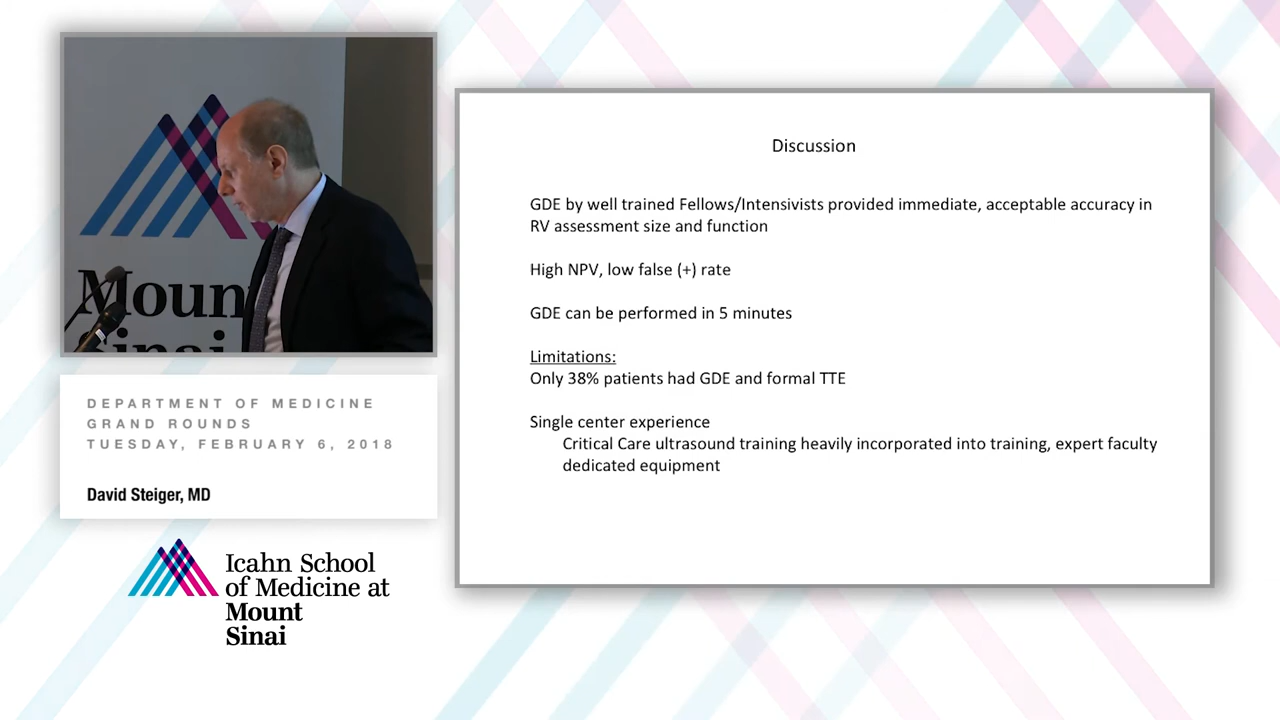 Mount
Sinai
DEPARTMENT OF MEDICINE
GRAND ROUNDS
TUESDAY, FEBRUARY 6, 2018
David Steiger, MD
Icahn School
of Medicine at
Mount
Sinai
Discussion
GDE by well trained Fellows/Intensivists provided immediate, acceptable accuracy in
RV assessment size and function
High NPV, low false (+) rate
GDE can be performed in 5 minutes
Limitations:
Only 38% patients had GDE and formal TTE
Single center experience
Critical Care ultrasound training heavily incorporated into training, expert faculty
dedicated equipment